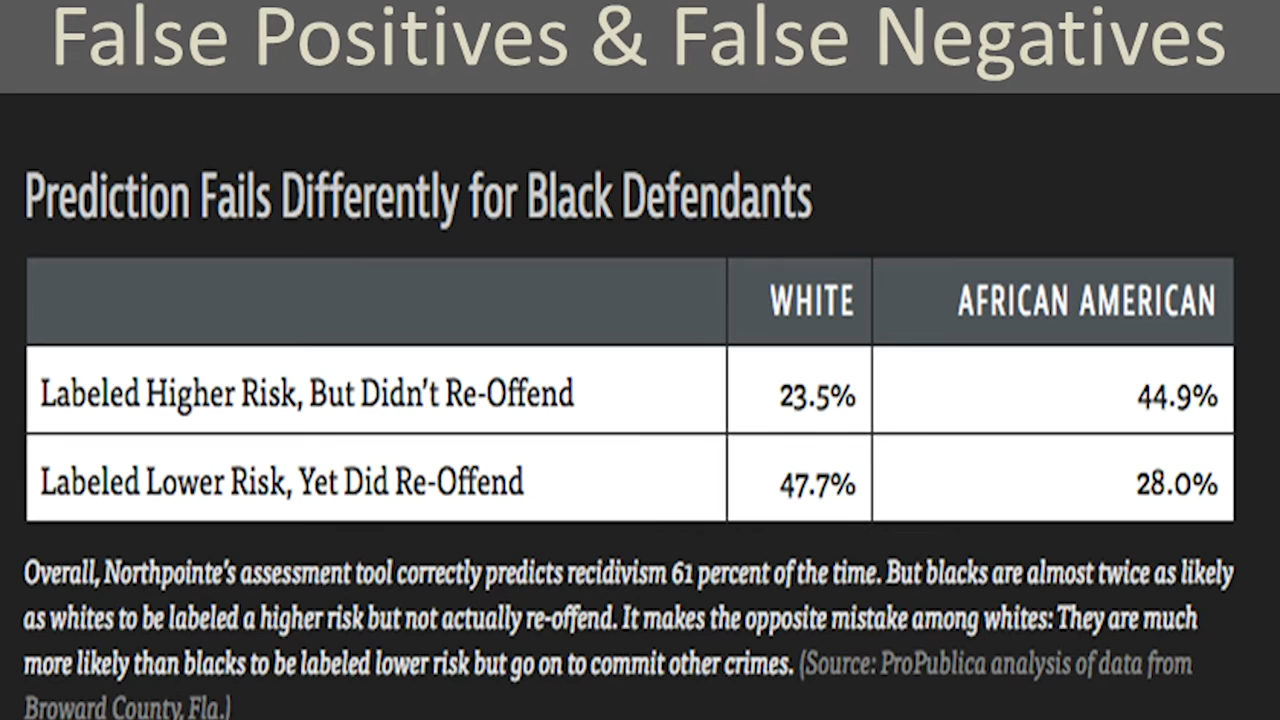 False Positives & False Negatives
Prediction Fails Differently for Black Defendants
WHITE AFRICAN AMERICAN
Labeled Higher Risk, But Didn’t Re-Offend 23.5% 44.9%
Labeled Lower Risk, Yet Did Re-Offend 47.7% 28.0%
Overall, Northpointe’s assessment tool correctly predicts recidivism 61 percent of the time. But blacks are almost twice as likely
as whites to be labeled a higher risk but not actually re-offend. It makes the opposite mistake among whites: They are much
more likely than blacks to be labeled lower risk but go on to commit other crimes. (Source: ProPublica analysis of data from
Broward County, Fla.)